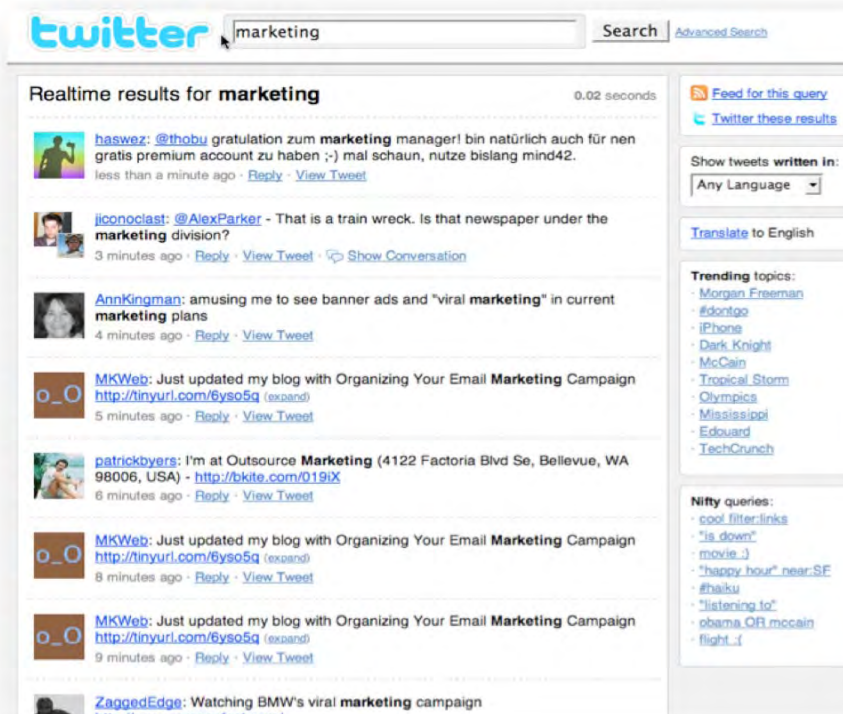 twitter
marketing
Search
Advanced Search
Realtime results for marketing
0.02 seconds
haswez: @thobu gratulation zum marketing manager! bin natürlich auch für nen
gratis premium account zu haben ;-) mal schaun, nutze bislang mind42.
less than a minute ago · Reply · View Tweet
jiconoclast: @AlexParker - That is a train wreck. Is that newspaper under the
marketing division?
3 minutes ago · Reply · View Tweet · Show Conversation
AnnKingman: amusing me to see banner ads and "viral marketing" in current
marketing plans
4 minutes ago · Reply · View Tweet
o_O
MKWeb: Just updated my blog with Organizing Your Email Marketing Campaign
http://tinyurl.com/6yso5q (expand)
5 minutes ago · Reply · View Tweet
patrickbyers: I'm at Outsource Marketing (4122 Factoria Blvd Se, Bellevue, WA
98006, USA) - http://bkite.com/019iX
6 minutes ago · Reply · View Tweet
o_O
MKWeb: Just updated my blog with Organizing Your Email Marketing Campaign
http://tinyurl.com/6yso5q (expand)
8 minutes ago · Reply · View Tweet
o_O
MKWeb: Just updated my blog with Organizing Your Email Marketing Campaign
http://tinyurl.com/6yso5q (expand)
9 minutes ago · Reply · View Tweet
ZaggedEdge: Watching BMW's viral marketing campaign
Feed for this query
Twitter these results
Show tweets written in:
Any Language
Translate to English
Trending topics:
· Morgan Freeman
· #dontgo
· iPhone
· Dark Knight
· McCain
· Tropical Storm
· Olympics
· Mississippi
· Edouard
· TechCrunch
Nifty queries:
· cool filter:links
· "is down"
· movie :)
· "happy hour" near:SF
· #haiku
· "listening to"
· obama OR mccain
· flight :(